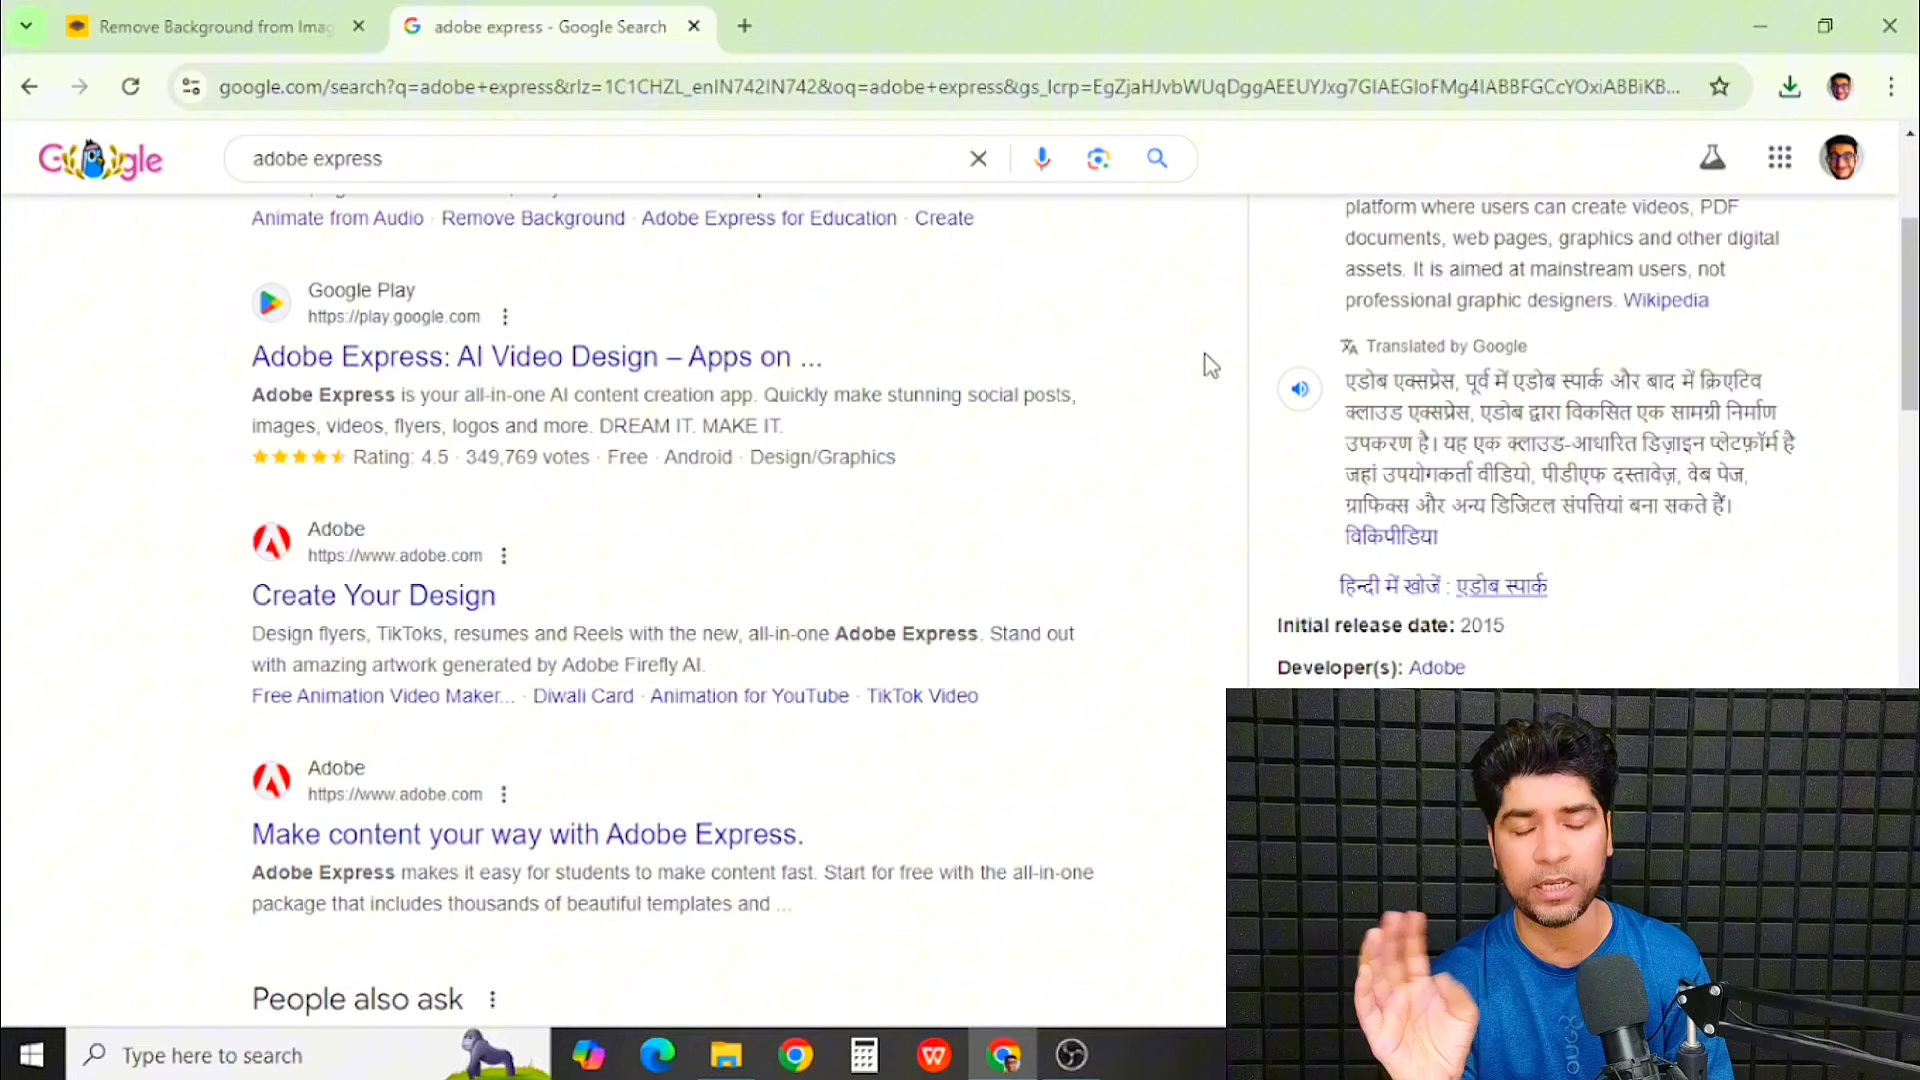 Remove Background from Imag
adobe express - Google Search
google.com/search?q=adobe+express&rlz=1C1CHZL_enIN742IN742&oq=adobe+express&gs_lcrp=EgZjaHJvbWUqDggAEEUYJxg7GIAEGIoFMg4IABBFGCcYOxiABBiKB...
Google
adobe express
Animate from Audio · Remove Background · Adobe Express for Education · Create
Google Play
https://play.google.com
Adobe Express: AI Video Design – Apps on ...
Adobe Express is your all-in-one AI content creation app. Quickly make stunning social posts,
images, videos, flyers, logos and more. DREAM IT. MAKE IT.
Rating: 4.5 · 349,769 votes · Free · Android · Design/Graphics
Adobe
https://www.adobe.com
Create Your Design
Design flyers, TikToks, resumes and Reels with the new, all-in-one Adobe Express. Stand out
with amazing artwork generated by Adobe Firefly AI.
Free Animation Video Maker... · Diwali Card · Animation for YouTube · TikTok Video
Adobe
https://www.adobe.com
Make content your way with Adobe Express.
Adobe Express makes it easy for students to make content fast. Start for free with the all-in-one
package that includes thousands of beautiful templates and ...
People also ask
platform where users can create videos, PDF
documents, web pages, graphics and other digital
assets. It is aimed at mainstream users, not
professional graphic designers. Wikipedia
Translated by Google
एडोब एक्सप्रेस, पूर्व में एडोब स्पार्क और बाद में क्रिएटिव
क्लाउड एक्सप्रेस, एडोब द्वारा विकसित एक सामग्री निर्माण
उपकरण है। यह एक क्लाउड-आधारित डिज़ाइन प्लेटफ़ॉर्म है
जहां उपयोगकर्ता वीडियो, पीडीएफ दस्तावेज़, वेब पेज,
ग्राफिक्स और अन्य डिजिटल संपत्तियां बना सकते हैं।
विकिपीडिया
हिन्दी में खोजें : एडोब स्पार्क
Initial release date: 2015
Developer(s): Adobe
Type here to search